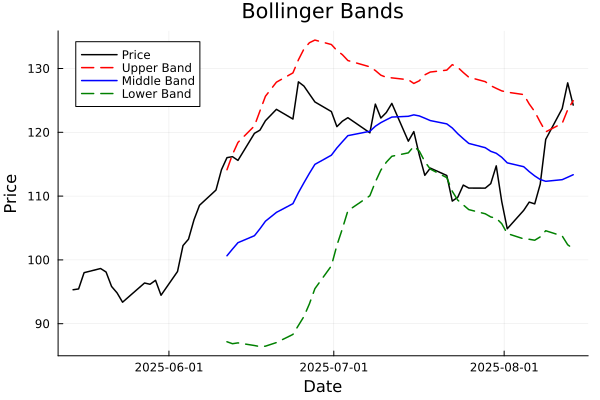 Bollinger Bands
Price
Upper Band
Middle Band
Lower Band
Price
130
120
110
100
90
2025-06-01
2025-07-01
2025-08-01
Date